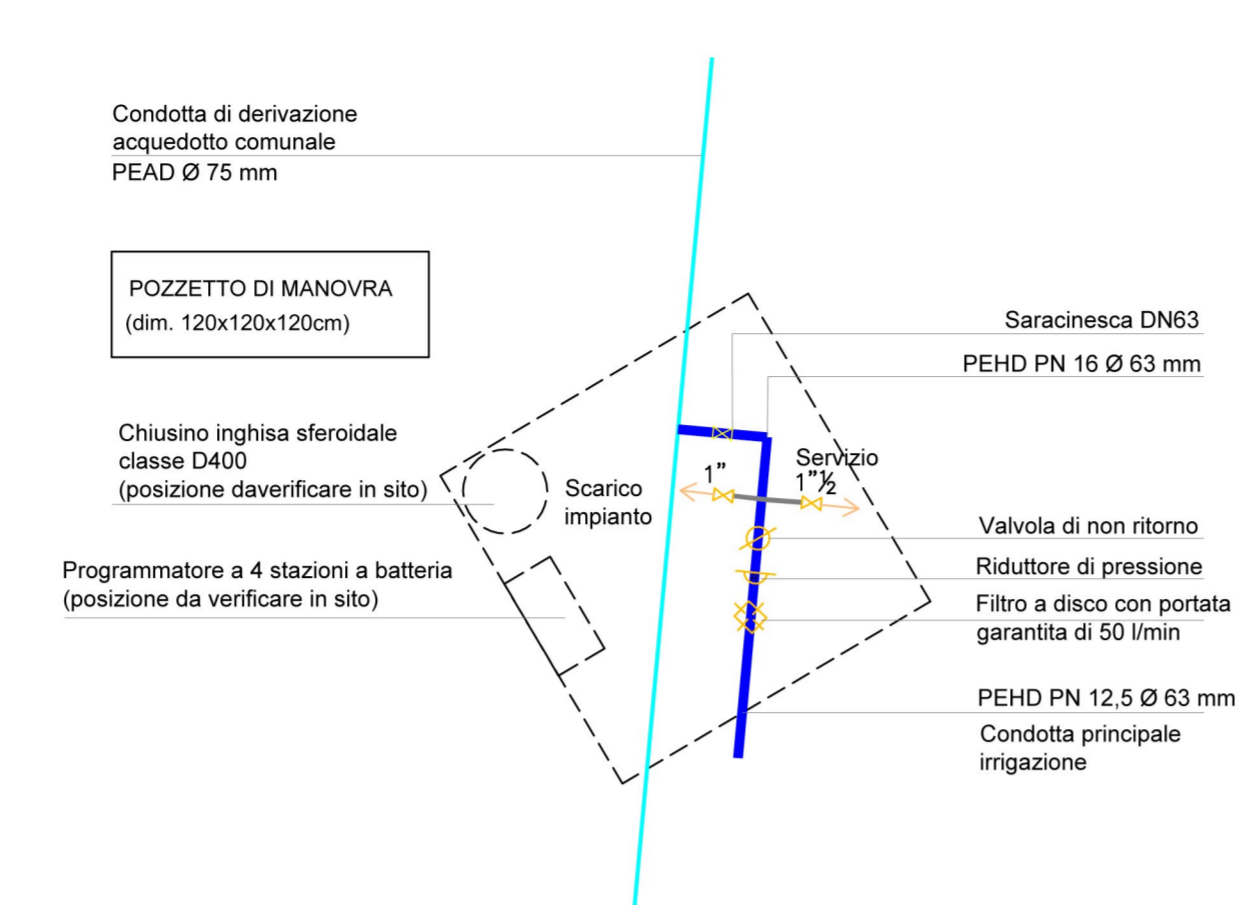 Condotta di derivazione
acquedotto comunale
PEAD Ø 75 mm
POZZETTO DI MANOVRA
(dim. 120x120x120cm)
Chiusino inghisa sferoidale
classe D400
(posizione daverificare in sito)
Programmatore a 4 stazioni a batteria
(posizione da verificare in sito)
Scarico
impianto
1”
Servizio
1”½
Saracinesca DN63
PEHD PN 16 Ø 63 mm
Valvola di non ritorno
Riduttore di pressione
Filtro a disco con portata
garantita di 50 l/min
PEHD PN 12,5 Ø 63 mm
Condotta principale
irrigazione